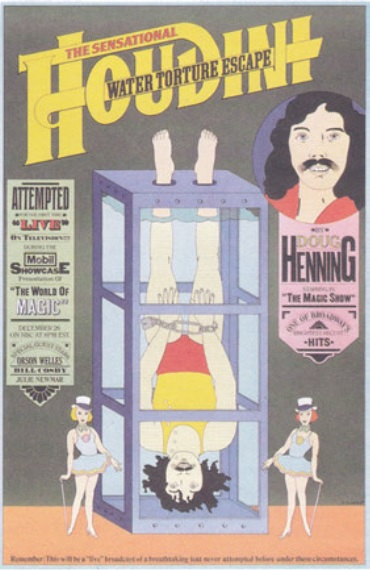 THE SENSATIONAL
HOUDINI
WATER TORTURE ESCAPE
ATTEMPTED
FOR THE FIRST TIME
"LIVE"
ON TELEVISION!!!
DURING THE
Mobil
SHOWCASE
Presentation Of
"THE WORLD OF
MAGIC"
DECEMBER 26
ON NBC AT 8PM EST.
SPECIAL GUEST STARS
ORSON WELLES
BILL COSBY
JULIE NEWMAR
DOUG
HENNING
STARRING IN
"THE MAGIC SHOW"
ONE OF BROADWAY'S
HITS
Remember: This will be a "live" broadcast of a breathtaking feat never attempted before under these circumstances.